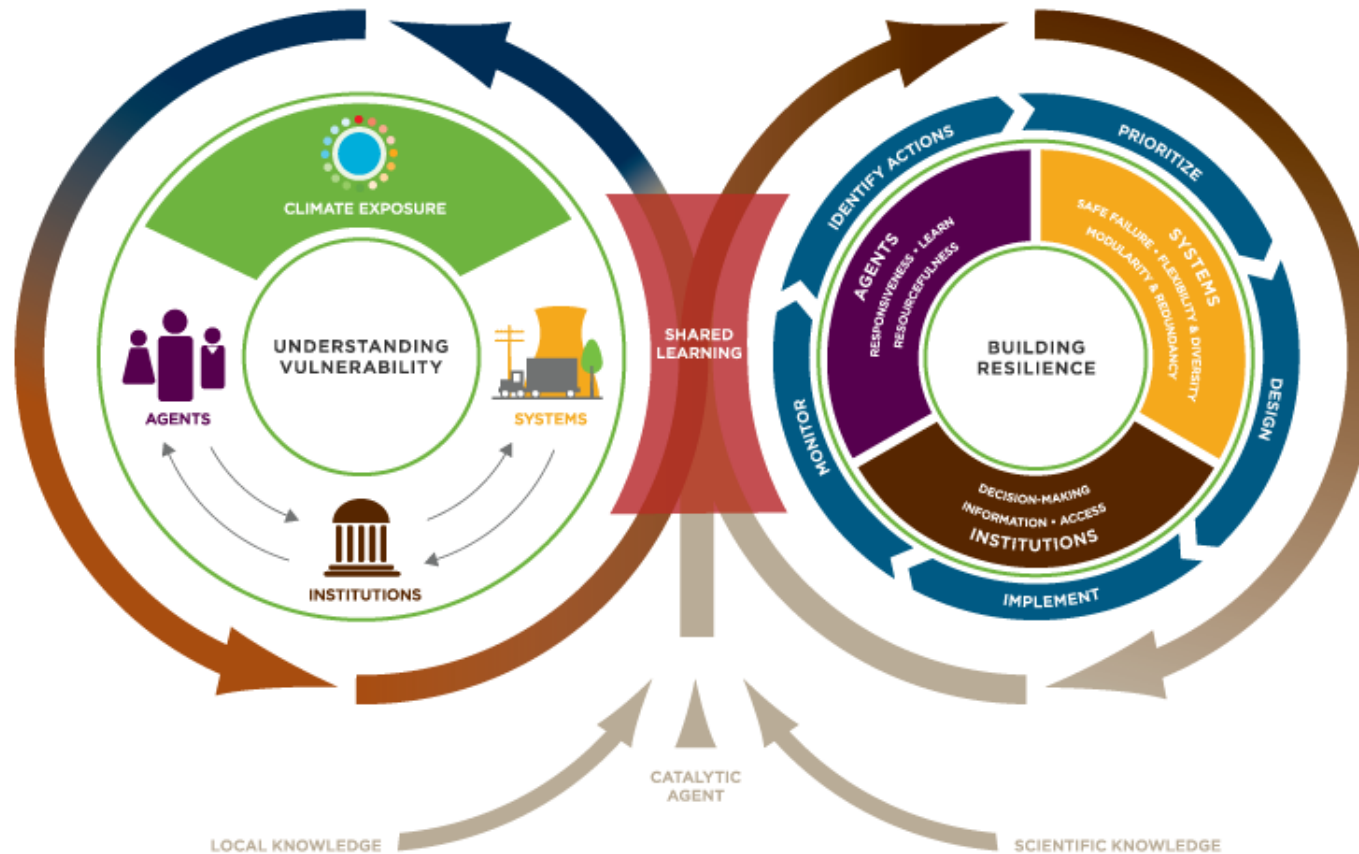 CLIMATE EXPOSURE
UNDERSTANDING
VULNERABILITY
AGENTS
SYSTEMS
INSTITUTIONS
SHARED
LEARNING
IDENTIFY ACTIONS
PRIORITIZE
DESIGN
IMPLEMENT
MONITOR
AGENTS
RESPONSIVENESS • LEARN
RESOURCEFULNESS
SYSTEMS
SAFE FAILURE • FLEXIBILITY & DIVERSITY
MODULARITY & REDUNDANCY
BUILDING
RESILIENCE
DECISION-MAKING
INFORMATION • ACCESS
INSTITUTIONS
CATALYTIC
AGENT
LOCAL KNOWLEDGE
SCIENTIFIC KNOWLEDGE